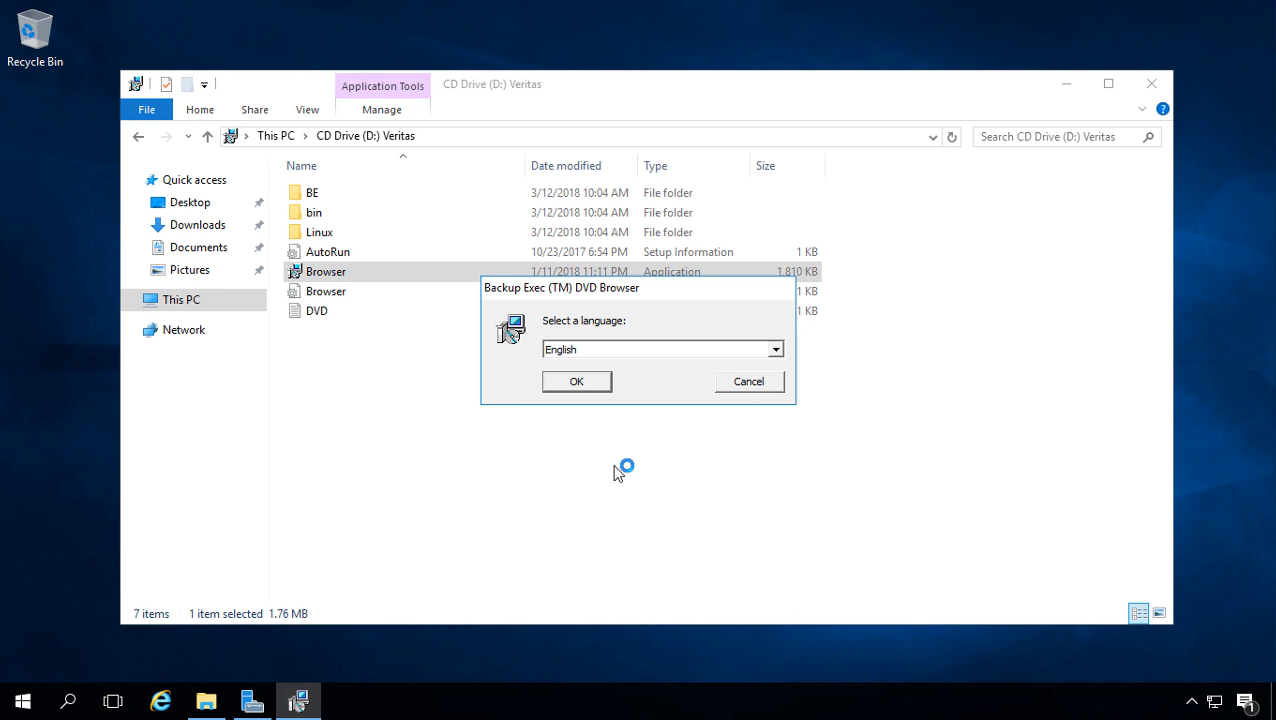 Recycle Bin
Application Tools
CD Drive (D:) Veritas
File
Home
Share
View
Manage
This PC
CD Drive (D:) Veritas
Search CD Drive (D:) Veritas
Name
Date modified
Type
Size
Quick access
Desktop
Downloads
Documents
Pictures
This PC
Network
BE
3/12/2018 10:04 AM
File folder
bin
3/12/2018 10:04 AM
File folder
Linux
3/12/2018 10:04 AM
File folder
AutoRun
10/23/2017 6:54 PM
Setup Information
1 KB
Browser
1/11/2018 11:11 PM
Application
1,810 KB
Browser
1 KB
DVD
1 KB
Backup Exec (TM) DVD Browser
Select a language:
English
OK
Cancel
7 items
1 item selected 1.76 MB
1